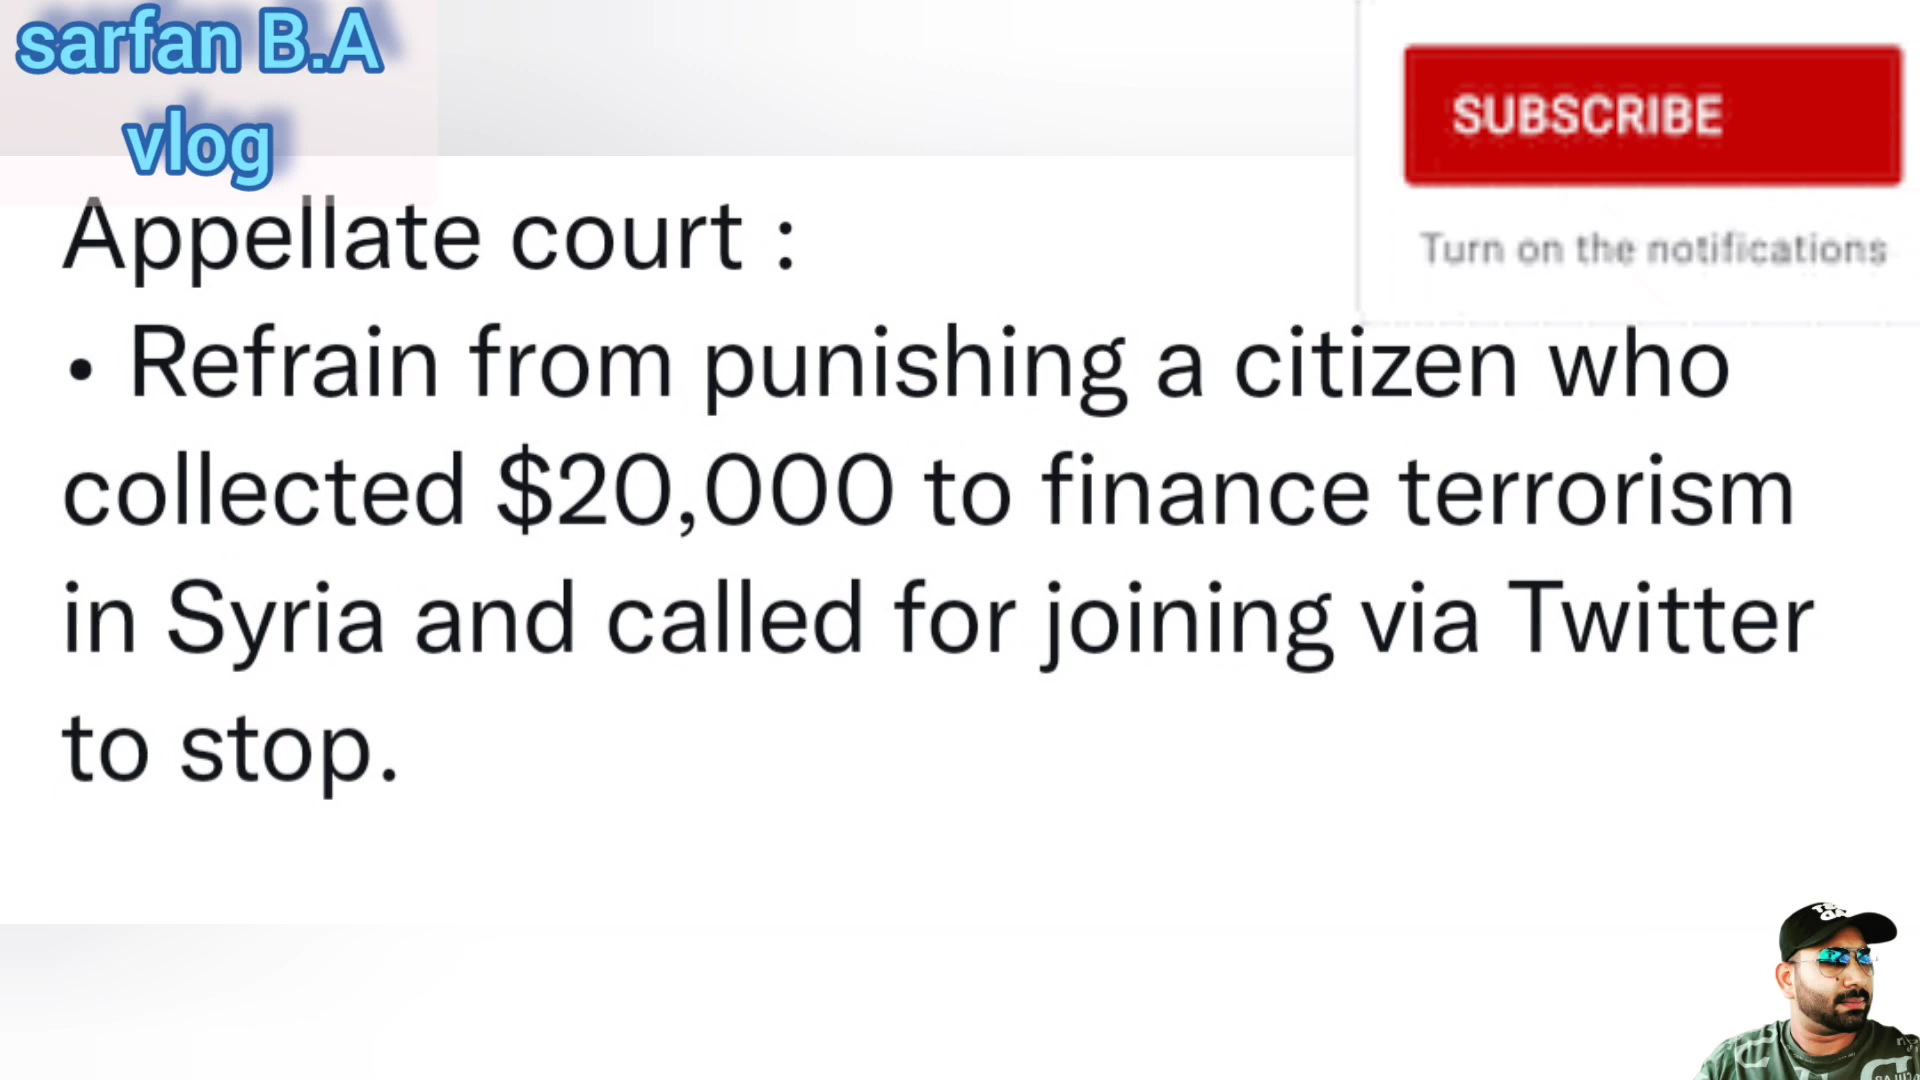 sarfan B.A
vlog
SUBSCRIBE
Turn on the notifications
Appellate court :
• Refrain from punishing a citizen who
collected $20,000 to finance terrorism
in Syria and called for joining via Twitter
to stop.